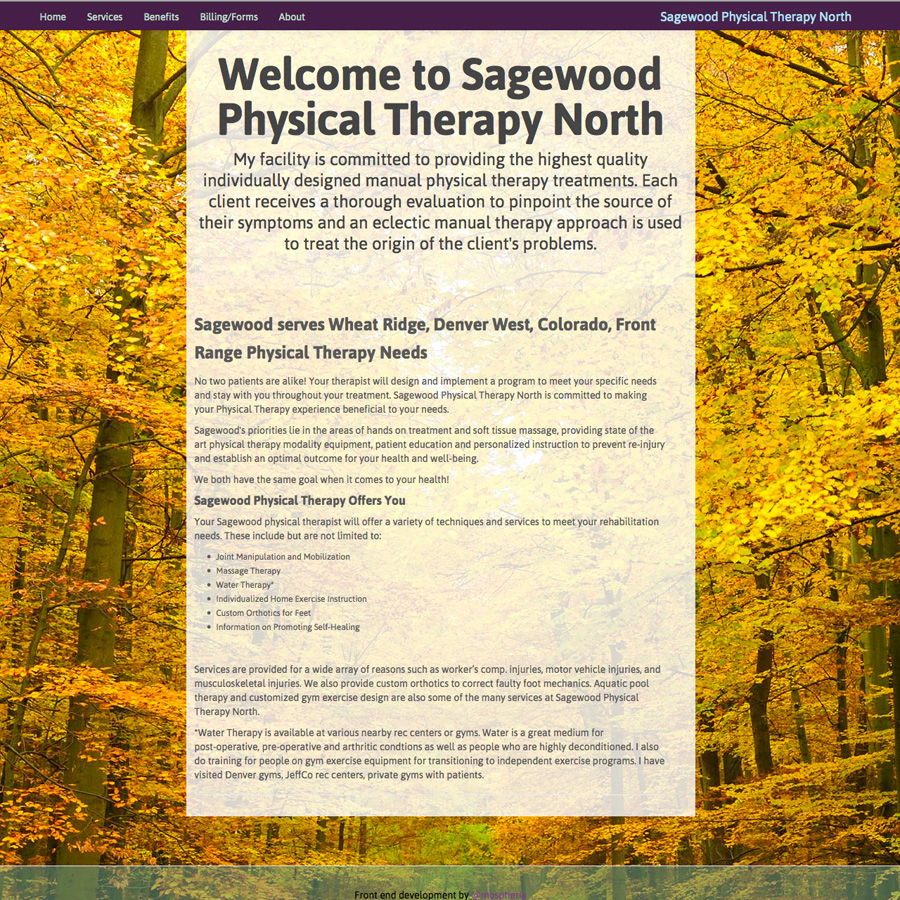 Home Services Benefits Billing/Forms About Sagewood Physical Therapy North
Welcome to Sagewood
Physical Therapy North
My facility is committed to providing the highest quality
individually designed manual physical therapy treatments. Each
client receives a thorough evaluation to pinpoint the source of
their symptoms and an eclectic manual therapy approach is used
to treat the origin of the client's problems.
Sagewood serves Wheat Ridge, Denver West, Colorado, Front
Range Physical Therapy Needs
No two patients are alike! Your therapist will design and implement a program to meet your specific needs
and stay with you throughout your treatment. Sagewood Physical Therapy North is committed to making
your Physical Therapy experience beneficial to your needs.
Sagewood's priorities lie in the areas of hands on treatment and soft tissue massage, providing state of the
art physical therapy modality equipment, patient education and personalized instruction to prevent re-injury
and establish an optimal outcome for your health and well-being.
We both have the same goal when it comes to your health!
Sagewood Physical Therapy Offers You
Your Sagewood physical therapist will offer a variety of techniques and services to meet your rehabilitation
needs. These include but are not limited to:
• Joint Manipulation and Mobilization
• Massage Therapy
• Water Therapy*
• Individualized Home Exercise Instruction
• Custom Orthotics for Feet
• Information on Promoting Self-Healing
Services are provided for a wide array of reasons such as worker's comp. injuries, motor vehicle injuries, and
musculoskeletal injuries. We also provide custom orthotics to correct faulty foot mechanics. Aquatic pool
therapy and customized gym exercise design are also some of the many services at Sagewood Physical
Therapy North.
*Water Therapy is available at various nearby rec centers or gyms. Water is a great medium for
post-operative, pre-operative and arthritic condtions as well as people who are highly deconditioned. I also
do training for people on gym exercise equipment for transitioning to independent exercise programs. I have
visited Denver gyms, JeffCo rec centers, private gyms with patients.
Front end development by